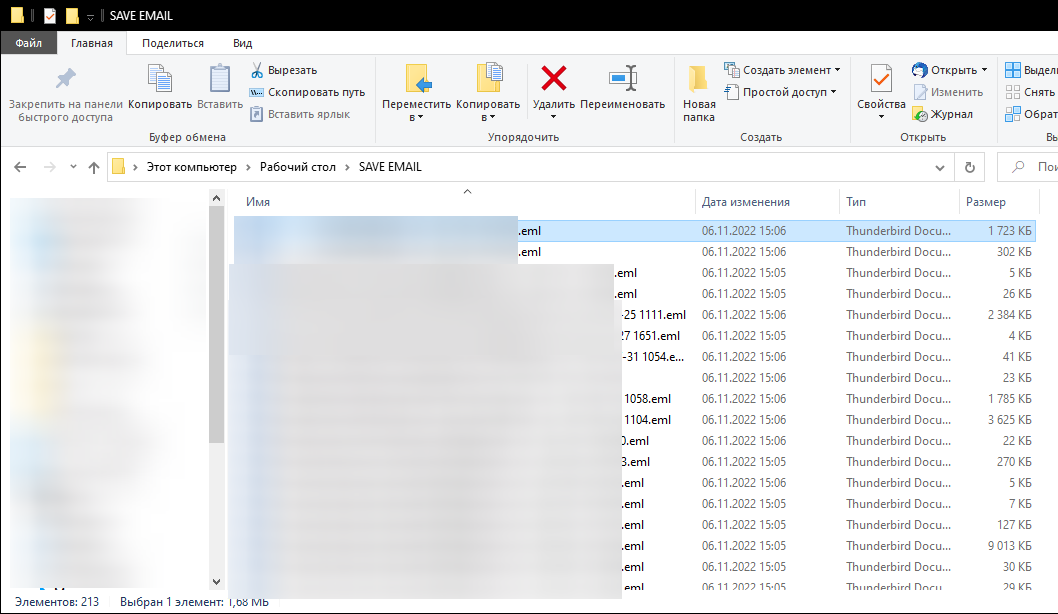 SAVE EMAIL
Файл Главная Поделиться Вид
Закрепить на панели быстрого доступа
Копировать
Вставить
Вырезать
Скопировать путь
Вставить ярлык
Буфер обмена
Переместить в
Копировать в
Удалить
Переименовать
Упорядочить
Новая папка
Создать элемент
Простой доступ
Создать
Свойства
Открыть
Изменить
Журнал
Открыть
Снять
Этот компьютер > Рабочий стол > SAVE EMAIL
Имя Дата изменения Тип Размер
.eml 06.11.2022 15:06 Thunderbird Docu... 1 723 КБ
.eml 06.11.2022 15:06 Thunderbird Docu... 302 КБ
.eml 06.11.2022 15:05 Thunderbird Docu... 5 КБ
.eml 06.11.2022 15:05 Thunderbird Docu... 26 КБ
-25 1111.eml 06.11.2022 15:06 Thunderbird Docu... 2 384 КБ
27 1651.eml 06.11.2022 15:05 Thunderbird Docu... 4 КБ
-31 1054.e... 06.11.2022 15:06 Thunderbird Docu... 41 КБ
06.11.2022 15:06 Thunderbird Docu... 23 КБ
1058.eml 06.11.2022 15:06 Thunderbird Docu... 1 785 КБ
1104.eml 06.11.2022 15:06 Thunderbird Docu... 3 625 КБ
0.eml 06.11.2022 15:06 Thunderbird Docu... 22 КБ
3.eml 06.11.2022 15:05 Thunderbird Docu... 270 КБ
.eml 06.11.2022 15:05 Thunderbird Docu... 5 КБ
.eml 06.11.2022 15:05 Thunderbird Docu... 7 КБ
.eml 06.11.2022 15:05 Thunderbird Docu... 127 КБ
.eml 06.11.2022 15:05 Thunderbird Docu... 9 013 КБ
.eml 06.11.2022 15:05 Thunderbird Docu... 30 КБ
.eml 06.11.2022 15:05 Thunderbird Docu... 29 КБ
Элементов: 213 Выбран 1 элемент: 1,68 МБ